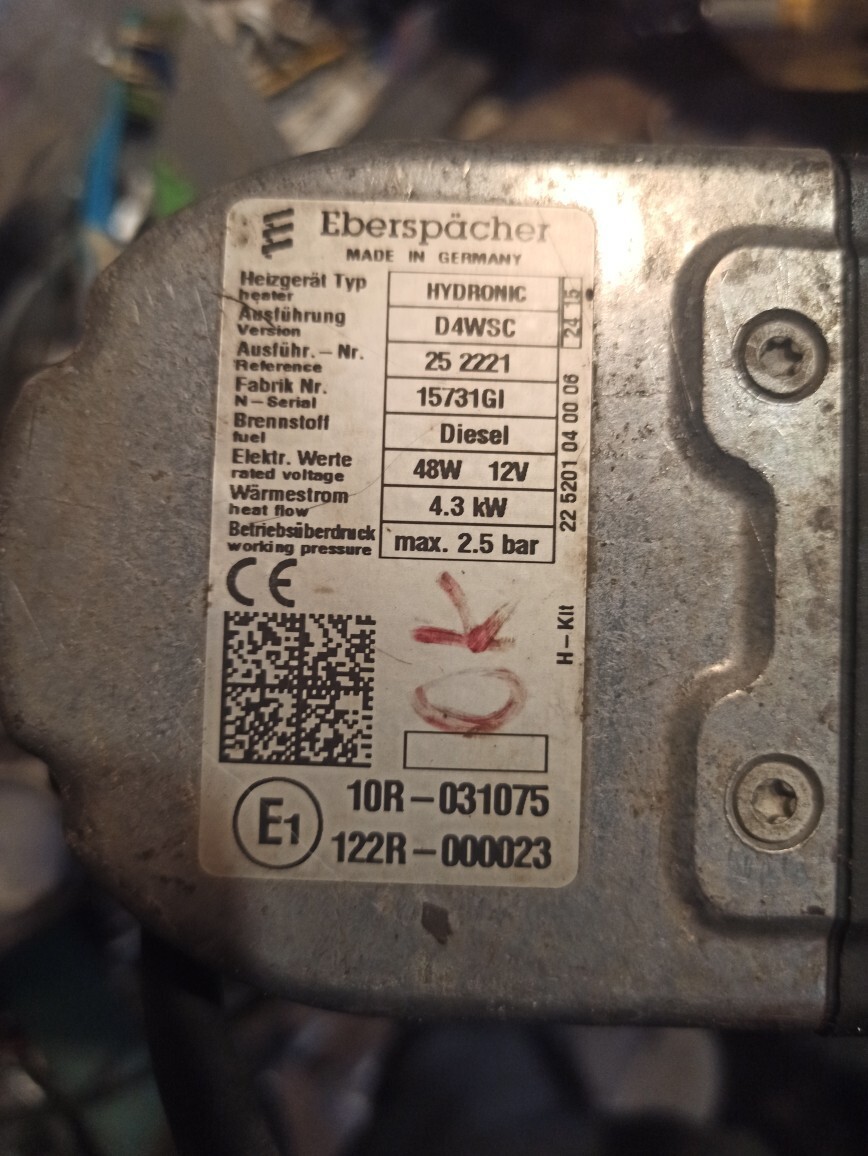 Eberspächer
MADE IN GERMANY
Heizgerät Typ
heater
HYDRONIC
Ausführung
Version
D4WSC
Ausführ.-Nr.
Reference
25 2221
Fabrik Nr.
N-Serial
15731GI
Brennstoff
fuel
Diesel
Elektr. Werte
rated voltage
48W 12V
Wärmestrom
heat flow
4.3 kW
Betriebsüberdruck
working pressure
max. 2.5 bar
24 15
22 5201 04 00 06
H-Kit
CE
OK
E1
10R-031075
122R-000023